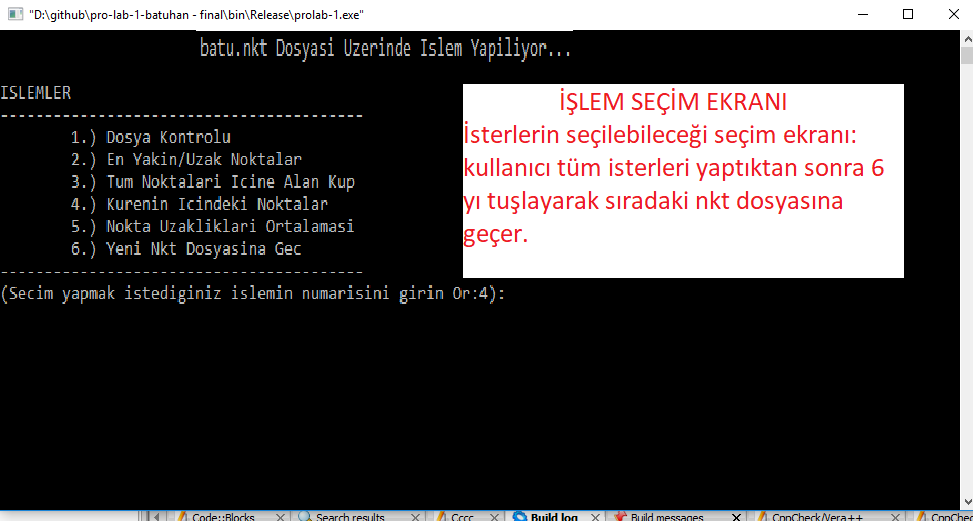 "D:\github\pro-lab-1-batuhan - final\bin\Release\prolab-1.exe"
batu.nkt Dosyasi Uzerinde Islem Yapiliyor...
ISLEMLER
-----------------------------------------
1.) Dosya Kontrolu
2.) En Yakin/Uzak Noktalar
3.) Tum Noktalari Icine Alan Kup
4.) Kurenin Icindeki Noktalar
5.) Nokta Uzakliklari Ortalamasi
6.) Yeni Nkt Dosyasina Gec
-----------------------------------------
(Secim yapmak istediginiz islemin numarisini girin Or:4):
İŞLEM SEÇİM EKRANI
İsterlerin seçilebileceği seçim ekranı:
kullanıcı tüm isterleri yaptıktan sonra 6
yı tuşlayarak sıradaki nkt dosyasına
geçer.
Code::Blocks Search results Cccc Build log Build messages CppCheck/Vera++ CppChec